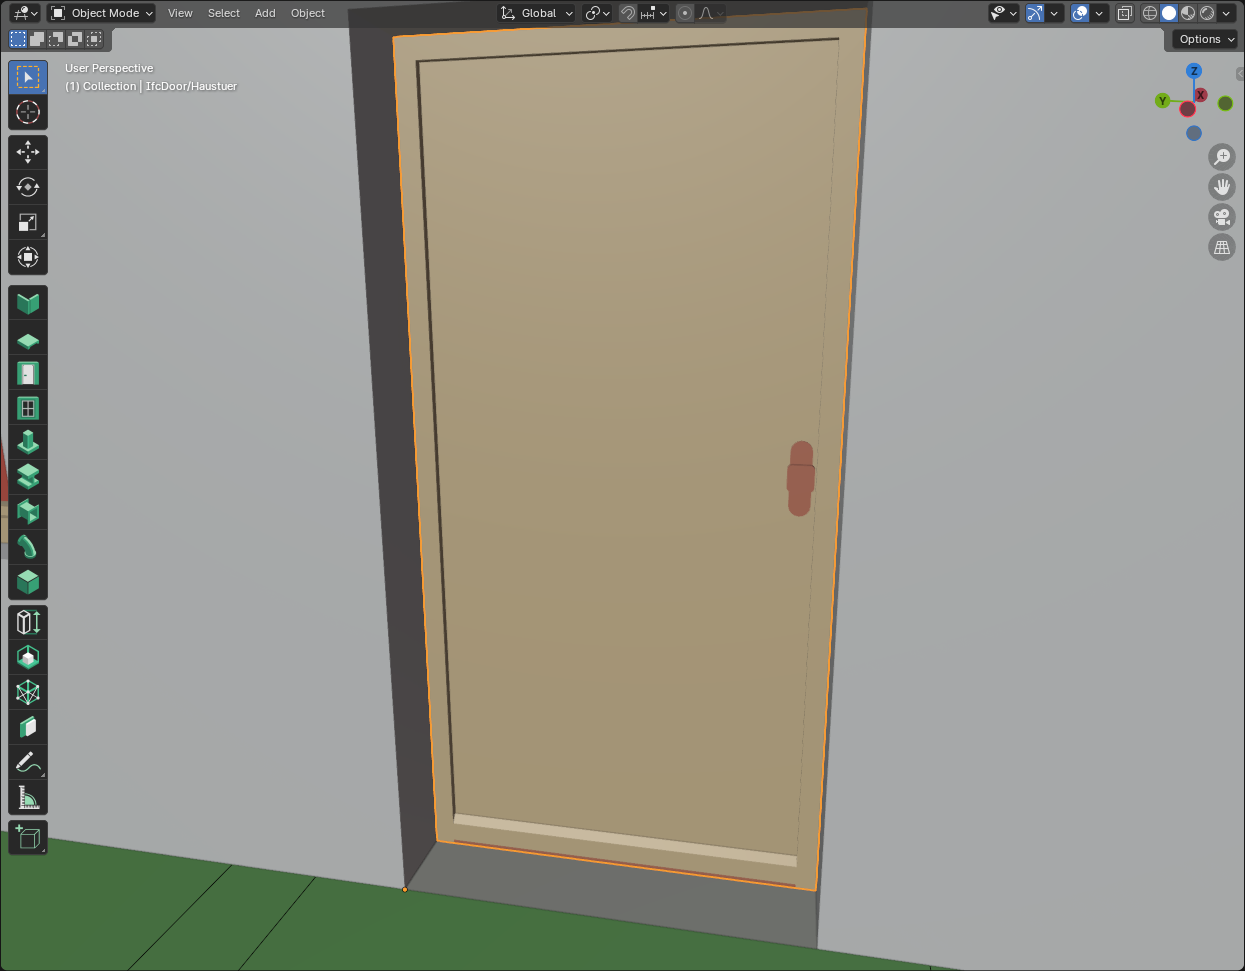 Object Mode View Select Add Object Global
Options
User Perspective
(1) Collection | IfcDoor/Haustuer
Z
X
Y